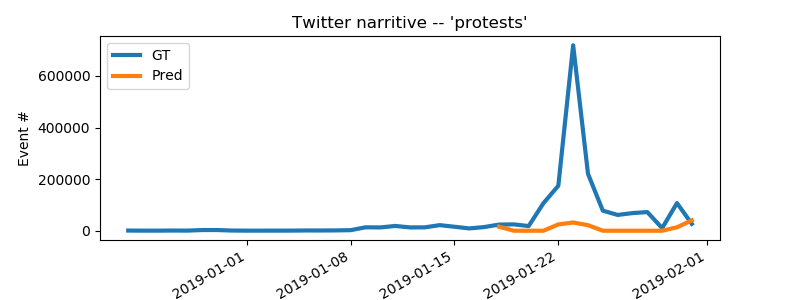 Twitter narritive -- 'protests'
GT
Pred
Event #
600000
400000
200000
0
2019-01-01
2019-01-08
2019-01-15
2019-01-22
2019-02-01